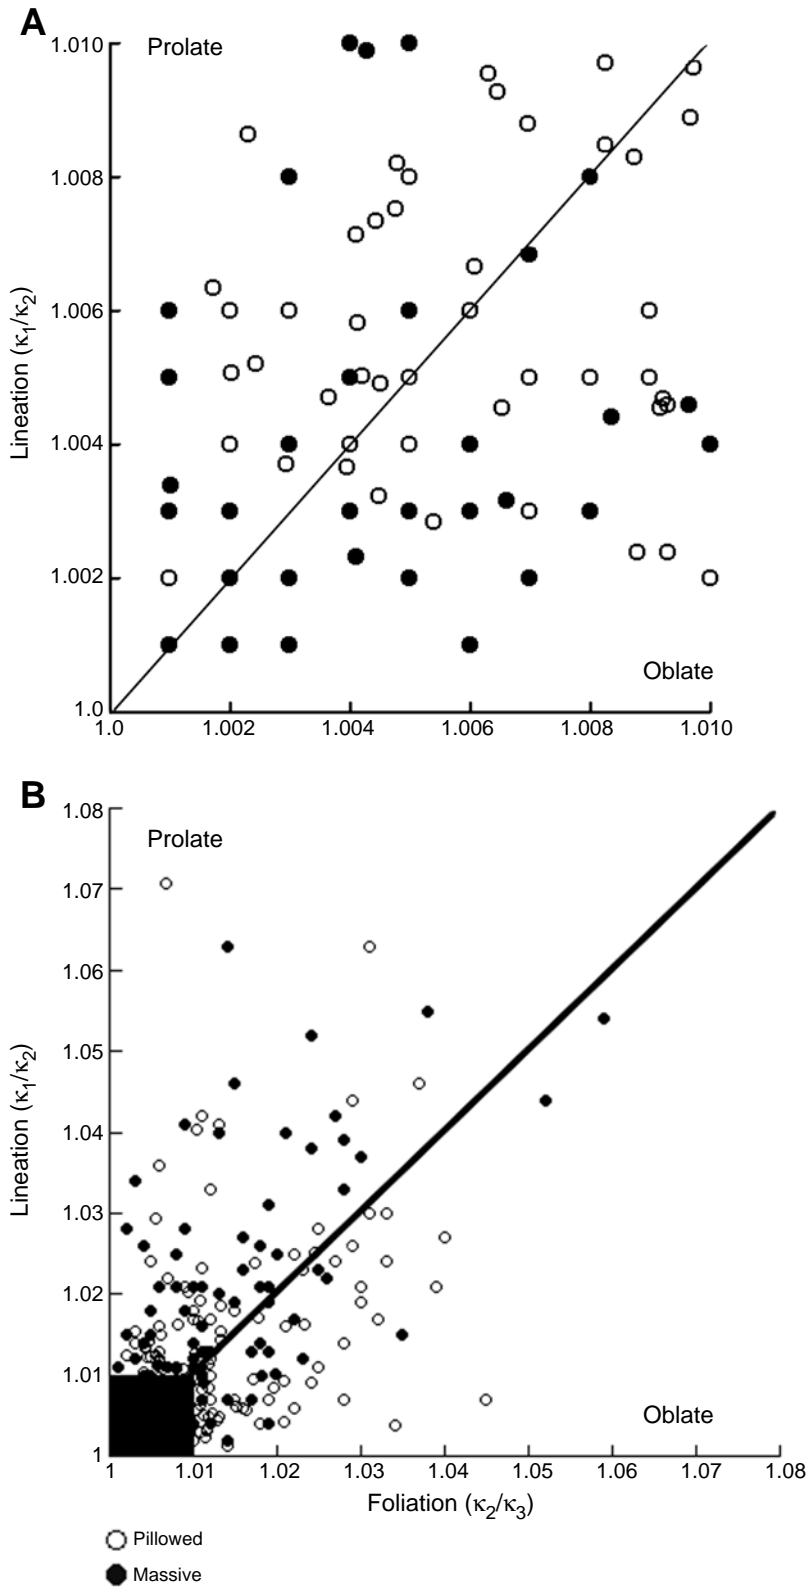 A
1.010
Prolate
1.008
1.006
Lineation (κ1/κ2)
1.004
1.002
Oblate
1.0
1.0 1.002 1.004 1.006 1.008 1.010
B
1.08
Prolate
1.07
1.06
1.05
Lineation (κ1/κ2)
1.04
1.03
1.02
1.01
Oblate
1
1 1.01 1.02 1.03 1.04 1.05 1.06 1.07 1.08
Foliation (κ2/κ3)
Pillowed
Massive